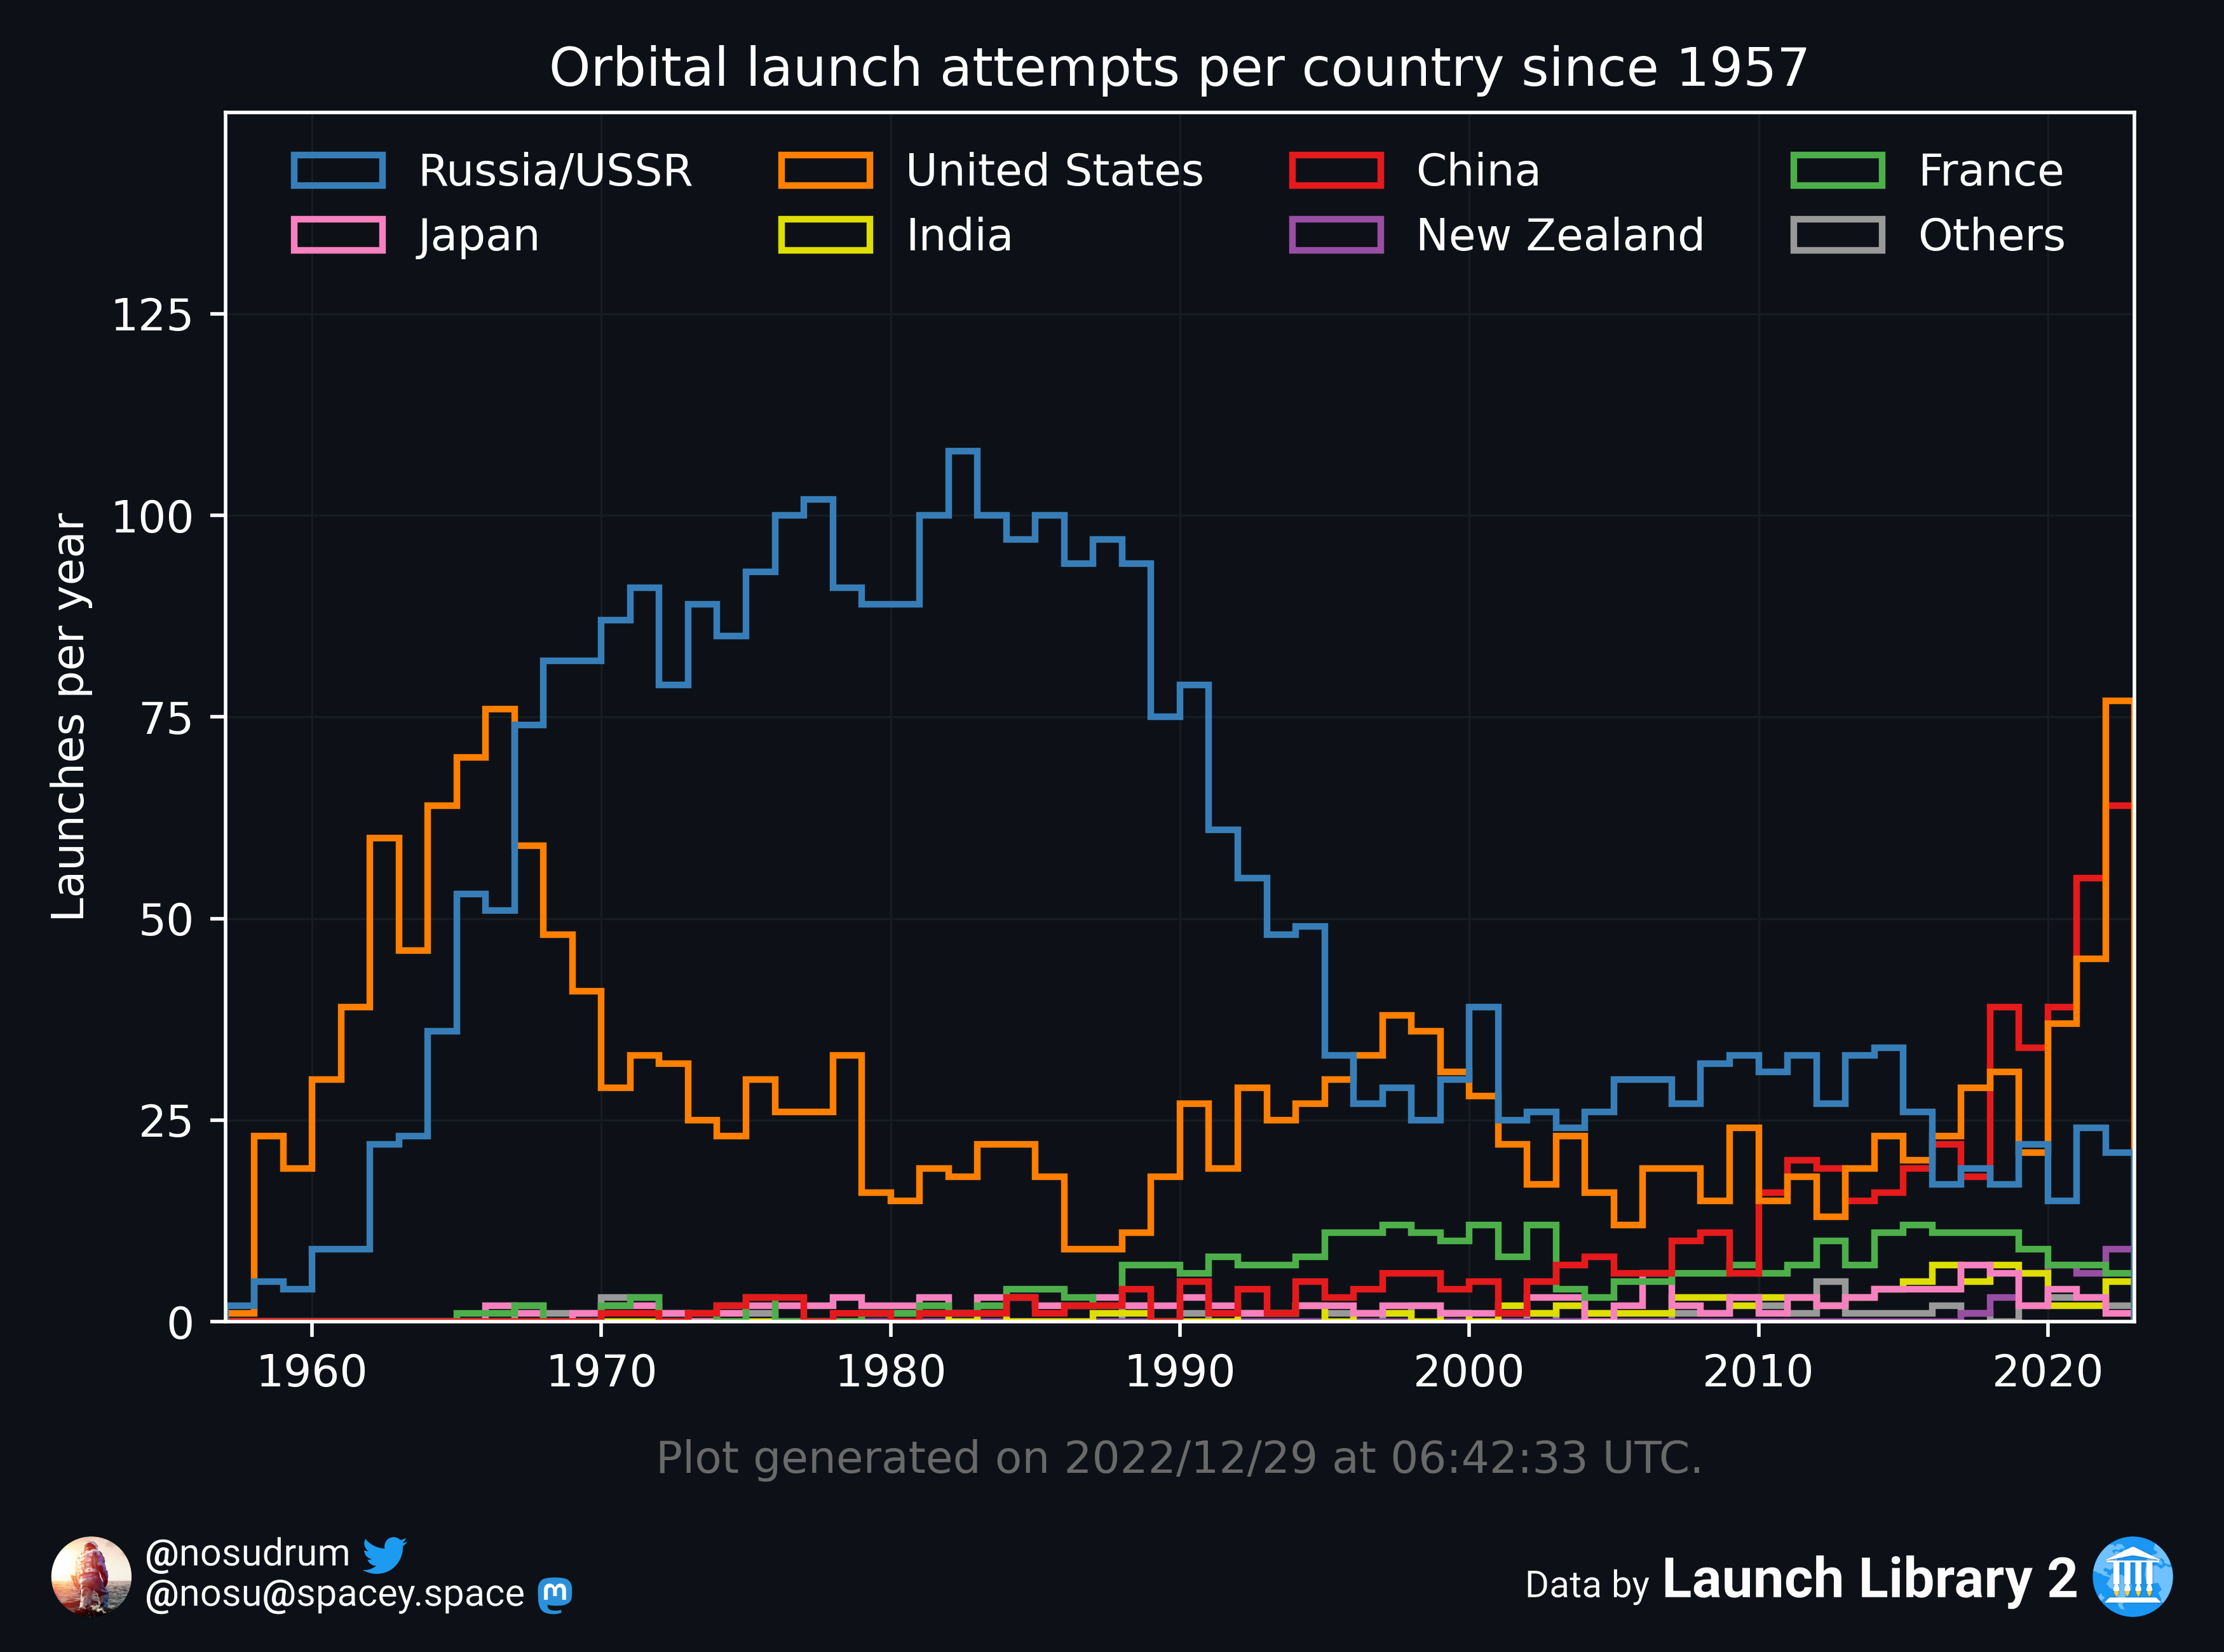 Orbital launch attempts per country since 1957
Russia/USSR United States China France
Japan India New Zealand Others
Launches per year
125
100
75
50
25
0
1960 1970 1980 1990 2000 2010 2020
Plot generated on 2022/12/29 at 06:42:33 UTC.
@nosudrum
@nosu@spacey.space
Data by Launch Library 2